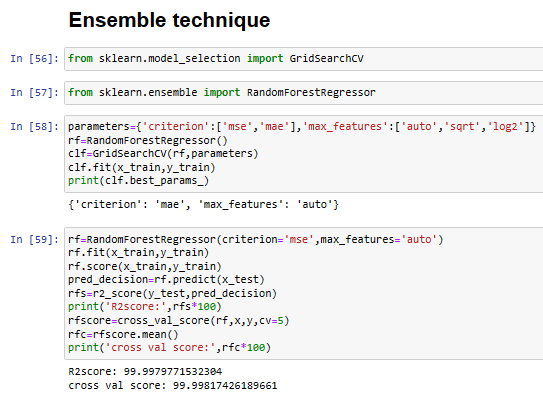 Ensemble technique
In [56]: from sklearn.model_selection import GridSearchCV
In [57]: from sklearn.ensemble import RandomForestRegressor
In [58]: parameters={'criterion':['mse','mae'],'max_features':['auto','sqrt','log2']}
rf=RandomForestRegressor()
clf=GridSearchCV(rf,parameters)
clf.fit(x_train,y_train)
print(clf.best_params_)
{'criterion': 'mae', 'max_features': 'auto'}
In [59]: rf=RandomForestRegressor(criterion='mse',max_features='auto')
rf.fit(x_train,y_train)
rf.score(x_train,y_train)
pred_decision=rf.predict(x_test)
rfs=r2_score(y_test,pred_decision)
print('R2score:',rfs*100)
rfscore=cross_val_score(rf,x,y,cv=5)
rfc=rfscore.mean()
print('cross val score:',rfc*100)
R2score: 99.9979771532304
cross val score: 99.99817426189661